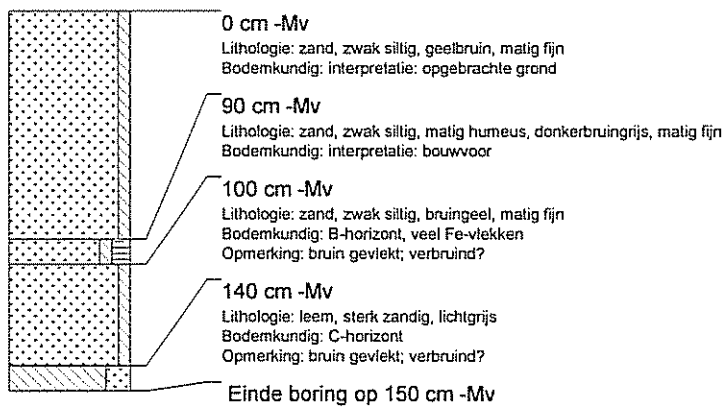 0 cm -Mv
Lithologie: zand, zwak siltig, geelbruin, matig fijn
Bodemkundig: interpretatie: opgebrachte grond
90 cm -Mv
Lithologie: zand, zwak siltig, matig humeus, donkerbruingrijs, matig fijn
Bodemkundig: interpretatie: bouwvoor
100 cm -Mv
Lithologie: zand, zwak siltig, bruingeel, matig fijn
Bodemkundig: B-horizont, veel Fe-vlekken
Opmerking: bruin gevlekt; verbruind?
140 cm -Mv
Lithologie: leem, sterk zandig, lichtgrijs
Bodemkundig: C-horizont
Opmerking: bruin gevlekt; verbruind?
Einde boring op 150 cm -Mv